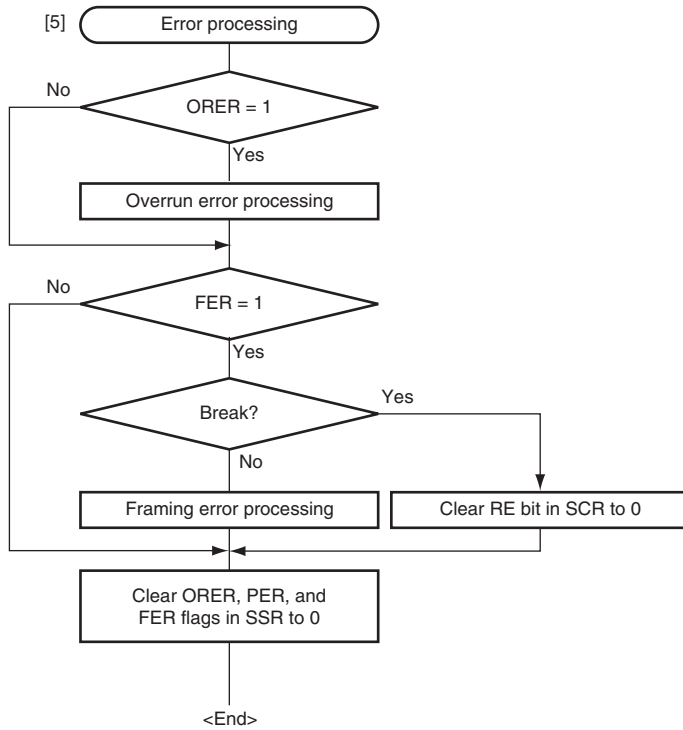 [5]
Error processing
No
ORER = 1
Yes
Overrun error processing
No
FER = 1
Yes
Break?
Yes
No
Framing error processing
Clear RE bit in SCR to 0
Clear ORER, PER, and
FER flags in SSR to 0
<End>